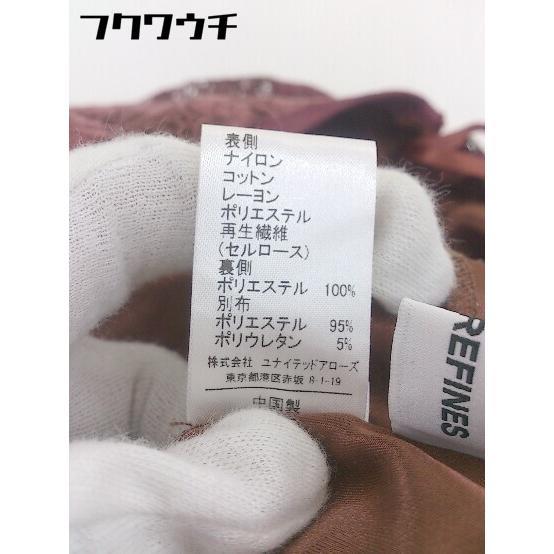 フクワウチ
表側
ナイロン
コットン
レーヨン
ポリエステル
再生繊維
(セルロース)
裏側
ポリエステル 100%
別布
ポリエステル 95%
ポリウレタン 5%
株式会社 ユナイテッドアローズ
東京都港区赤坂 8-1-19
中国製
REFINES